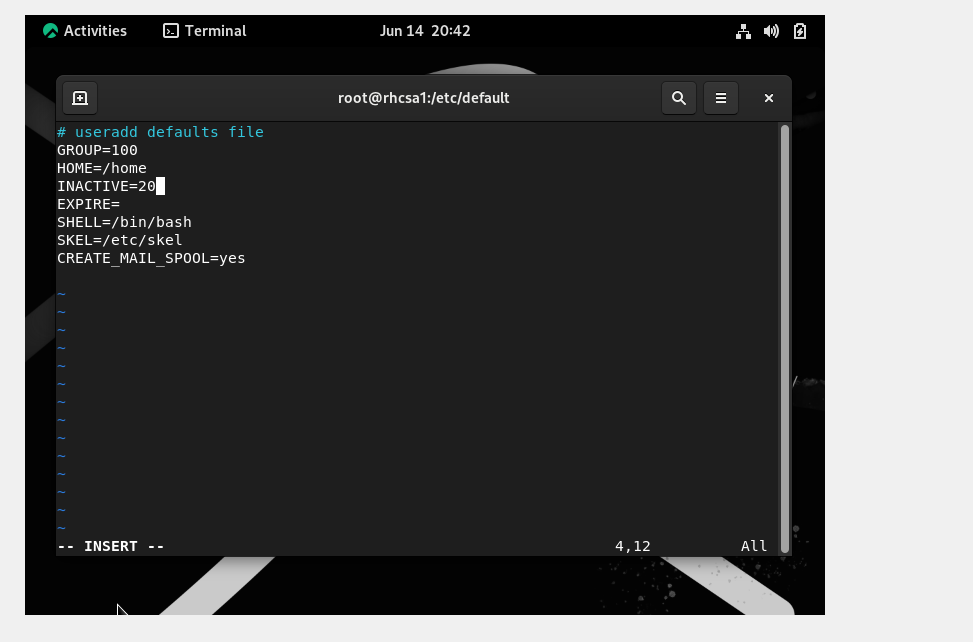 Activities Terminal Jun 14 20:42
root@rhcsa1:/etc/default
# useradd defaults file
GROUP=100
HOME=/home
INACTIVE=20
EXPIRE=
SHELL=/bin/bash
SKEL=/etc/skel
CREATE_MAIL_SPOOL=yes
~
~
~
~
~
~
~
~
~
~
~
~
~
~
-- INSERT -- 4,12 All